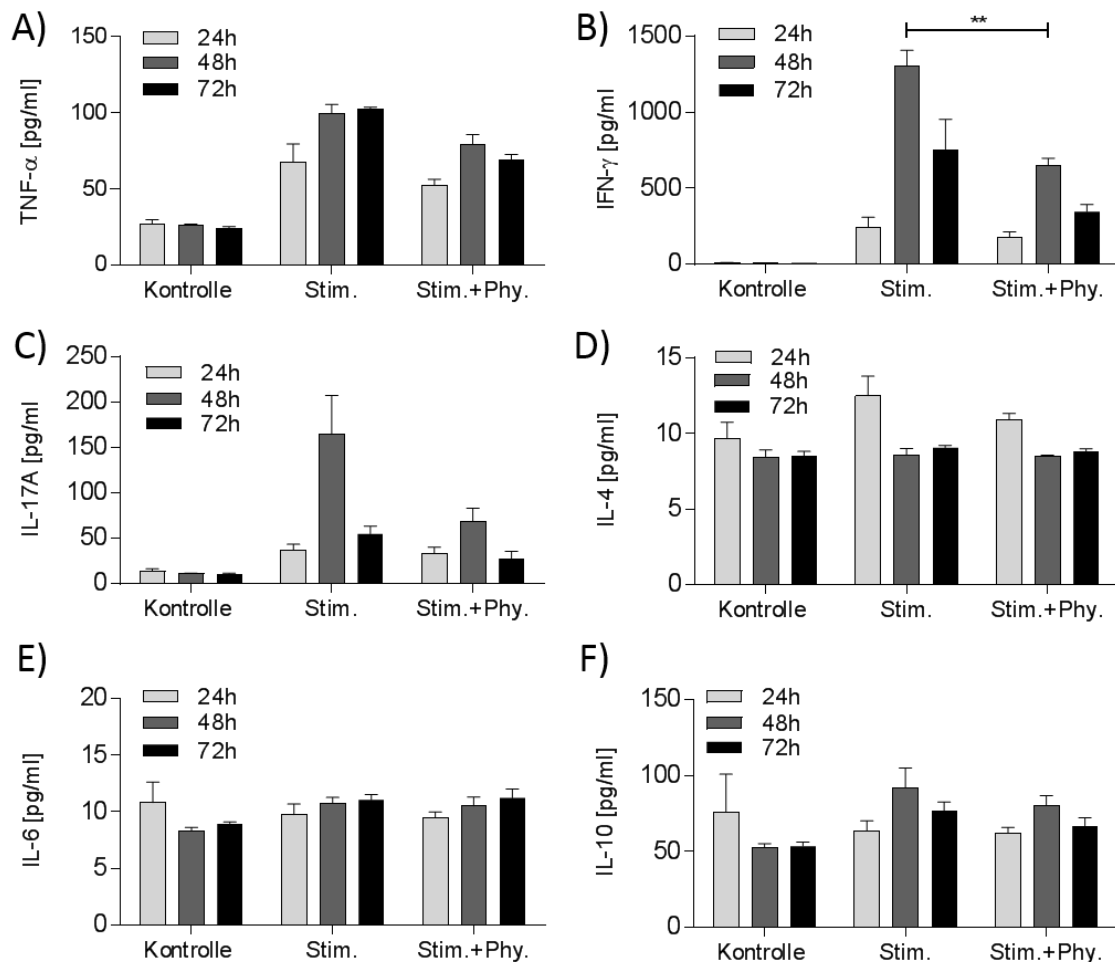 A)
150
100
50
0
TNF-α [pg/ml]
24h
48h
72h
Kontrolle Stim. Stim.+Phy.
B)
1500
1000
500
0
IFN-γ [pg/ml
24h
48h
72h
**
Kontrolle Stim. Stim.+Phy.
C)
250
200
150
100
50
0
IL-17A [pg/ml]
24h
48h
72h
Kontrolle Stim. Stim.+Phy.
D)
15
10
5
0
IL-4 [pg/ml]
24h
48h
72h
Kontrolle Stim. Stim.+Phy.
E)
20
15
10
5
0
IL-6 [pg/ml]
24h
48h
72h
Kontrolle Stim. Stim.+Phy.
F)
150
100
50
0
IL-10 [pg/ml]
24h
48h
72h
Kontrolle Stim. Stim.+Phy.